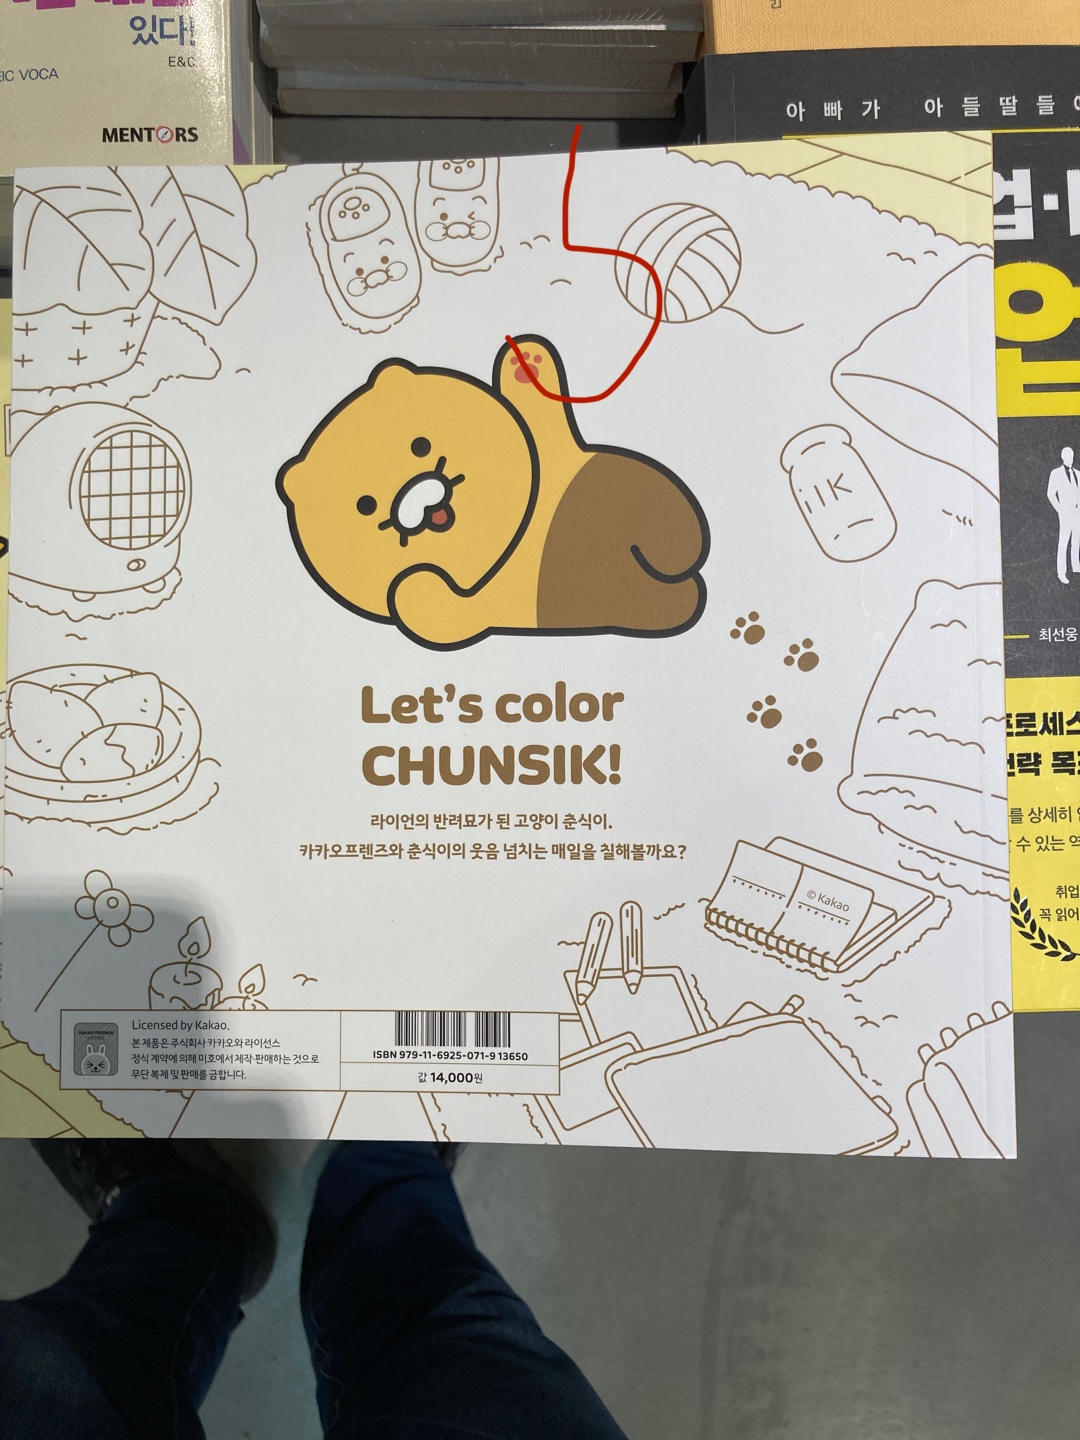 있다!
E&C
EIC VOCA
MENTORS
아빠가 아들딸들에
업·
업
최선웅
프로세스
전략 목
를 상세히
수 있는
취업
꼭 읽어
IK
Let's color
CHUNSIK!
라이언의 반려묘가 된 고양이 춘식이.
카카오프렌즈와 춘식이의 웃음 넘치는 매일을 칠해볼까요?
© Kakao
KAKAO FRIENDS
Licensed by Kakao.
본 제품은 주식회사 카카오와 라이선스
정식 계약에 의해 미호에서 제작·판매하는 것으로
무단 복제 및 판매를 금합니다.
ISBN 979-11-6925-071-9 13650
값 14,000원